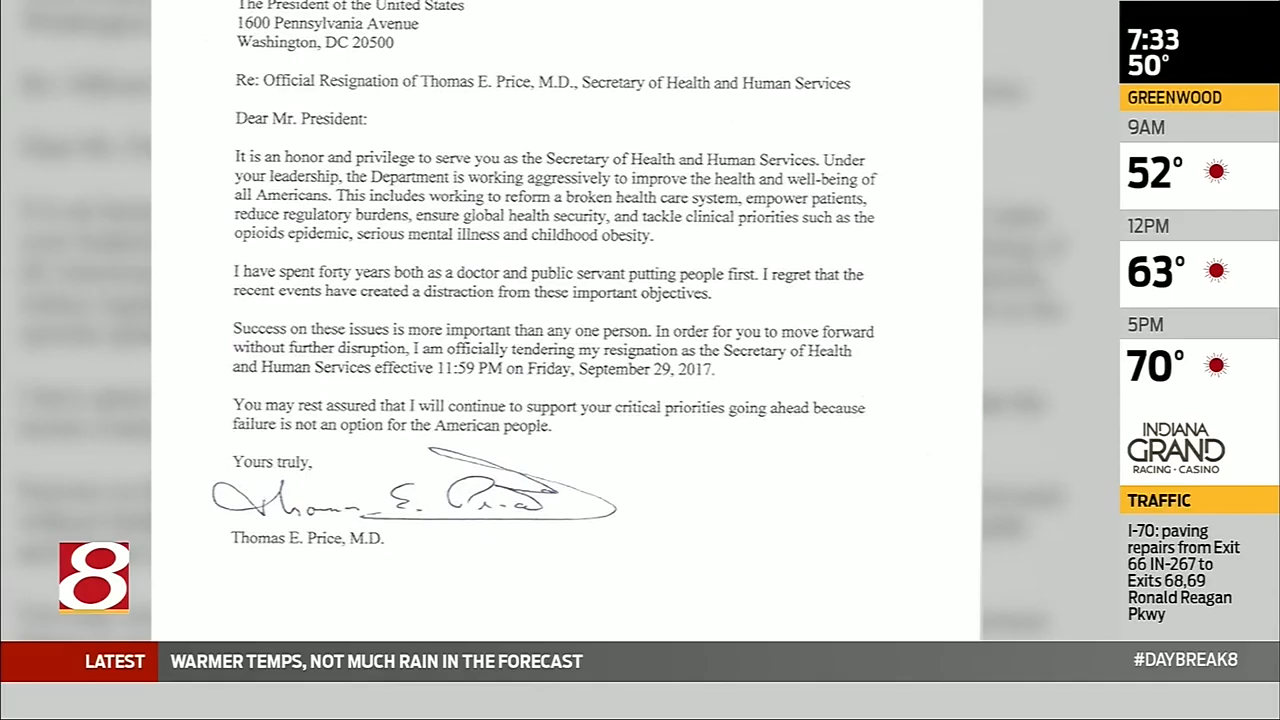 The President of the United States
1600 Pennsylvania Avenue
Washington, DC 20500
Re: Official Resignation of Thomas E. Price, M.D., Secretary of Health and Human Services
Dear Mr. President:
It is an honor and privilege to serve you as the Secretary of Health and Human Services. Under
your leadership, the Department is working aggressively to improve the health and well-being of
all Americans. This includes working to reform a broken health care system, empower patients,
reduce regulatory burdens, ensure global health security, and tackle clinical priorities such as the
opioids epidemic, serious mental illness and childhood obesity.
I have spent forty years both as a doctor and public servant putting people first. I regret that the
recent events have created a distraction from these important objectives.
Success on these issues is more important than any one person. In order for you to move forward
without further disruption, I am officially tendering my resignation as the Secretary of Health
and Human Services effective 11:59 PM on Friday, September 29, 2017.
You may rest assured that I will continue to support your critical priorities going ahead because
failure is not an option for the American people.
Yours truly,
Thomas E. Price
Thomas E. Price, M.D.
8
LATEST
WARMER TEMPS, NOT MUCH RAIN IN THE FORECAST
#DAYBREAK8
7:33
50°
GREENWOOD
9AM
52°
12PM
63°
5PM
70°
INDIANA
GRAND
RACING • CASINO
TRAFFIC
I-70: paving
repairs from Exit
66 IN-267 to
Exits 68,69
Ronald Reagan
Pkwy